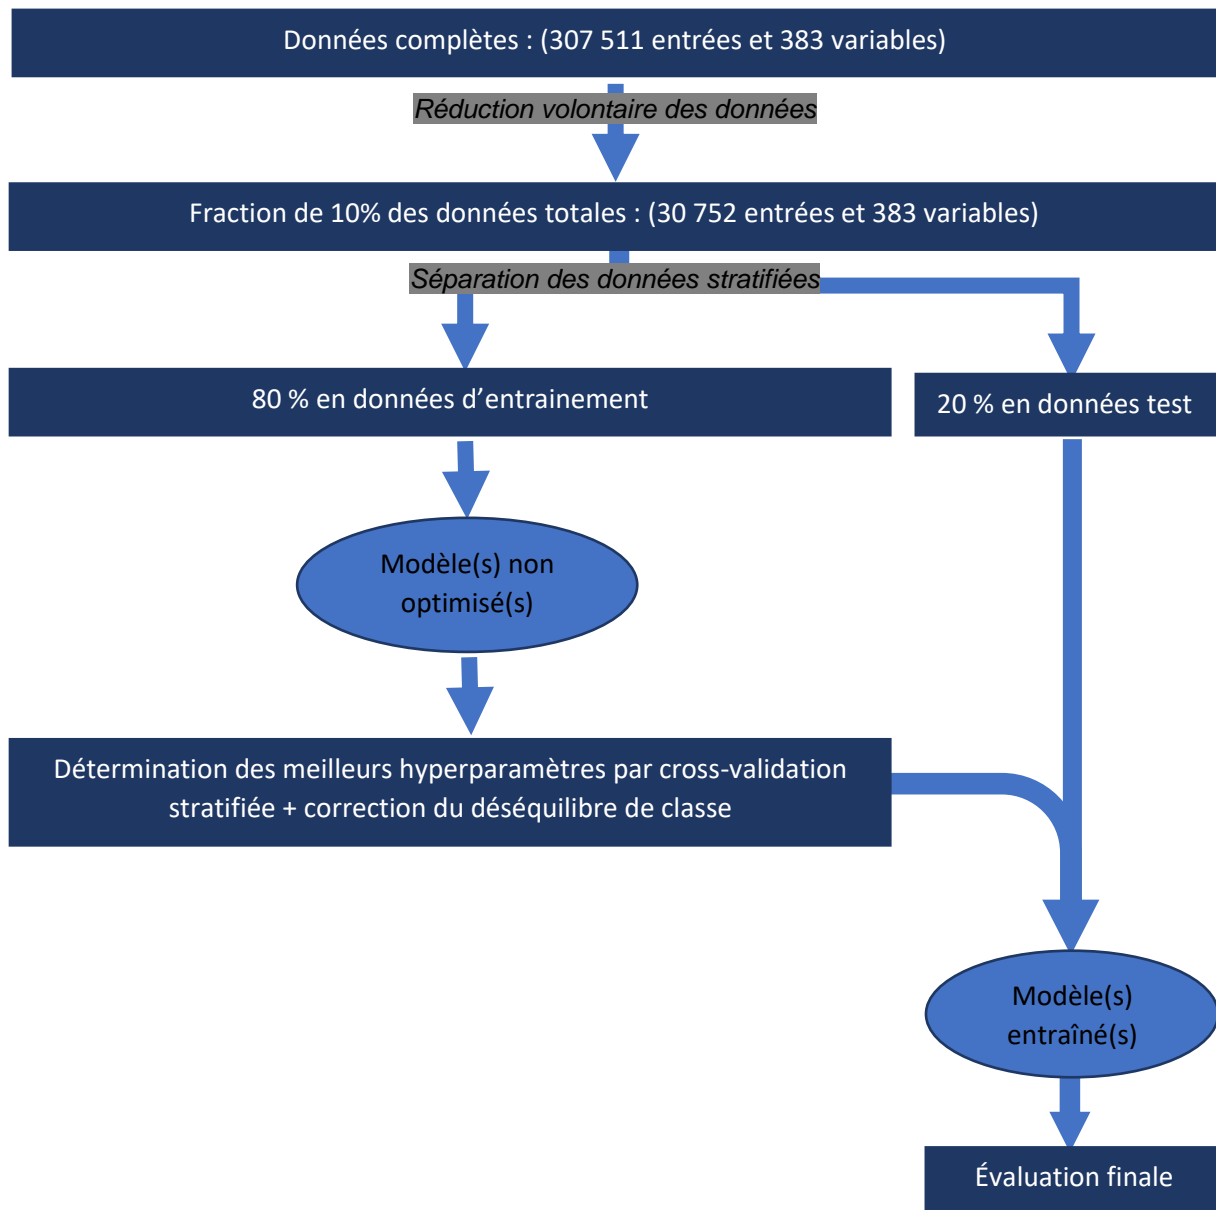 Données complètes : (307 511 entrées et 383 variables)
Réduction volontaire des données
Fraction de 10% des données totales : (30 752 entrées et 383 variables)
Séparation des données stratifiées
80 % en données d’entrainement
20 % en données test
Modèle(s) non
optimisé(s)
Détermination des meilleurs hyperparamètres par cross-validation
stratifiée + correction du déséquilibre de classe
Modèle(s)
entraîné(s)
Évaluation finale